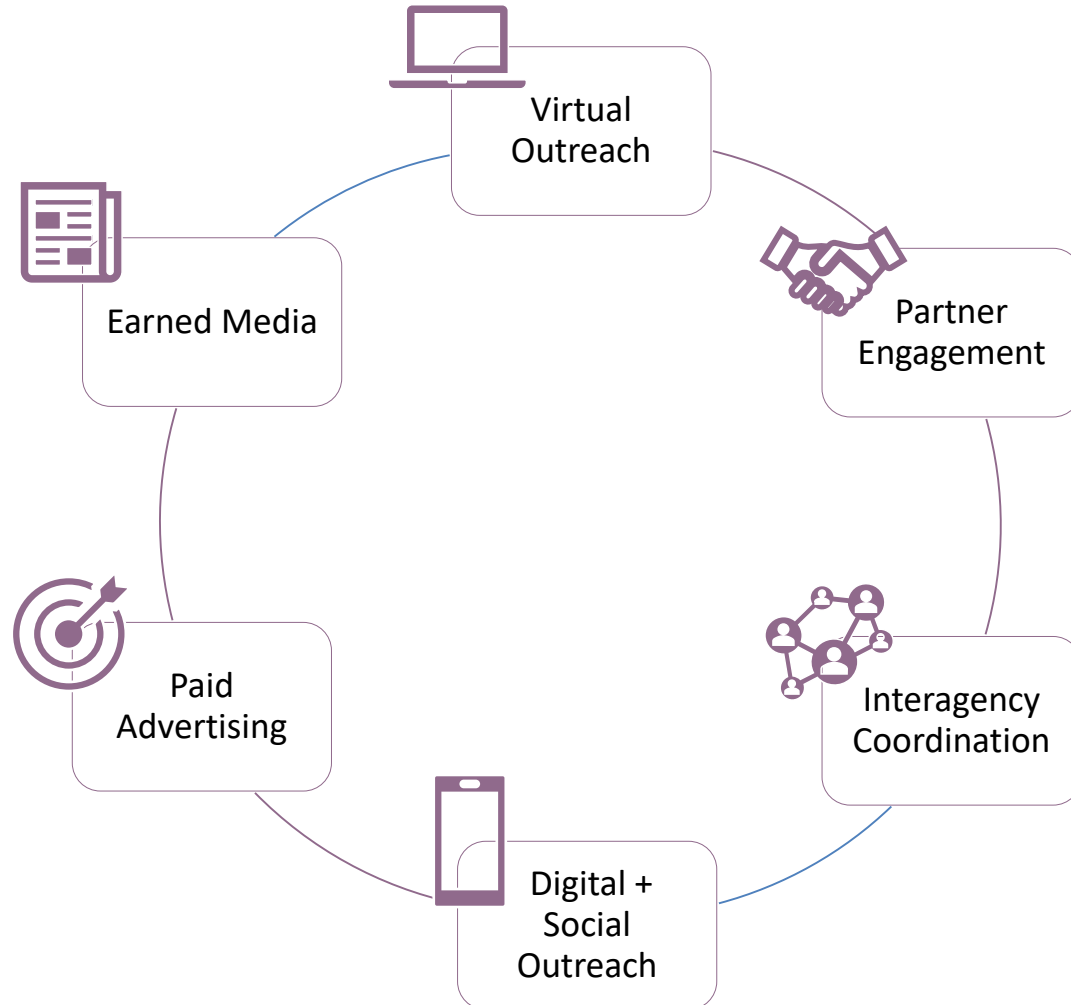 Virtual
Outreach
Partner
Engagement
Interagency
Coordination
Digital +
Social
Outreach
Paid
Advertising
Earned Media